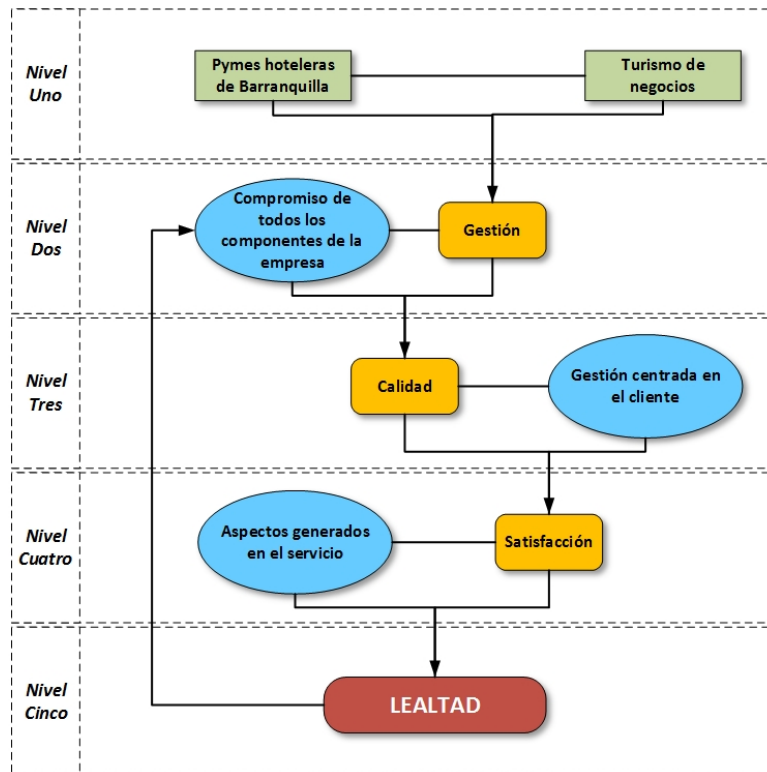 Nivel
Uno
Pymes hoteleras
de Barranquilla
Turismo de
negocios
Nivel
Dos
Compromiso de
todos los
componentes de la
empresa
Gestión
Nivel
Tres
Calidad
Gestión centrada en
el cliente
Nivel
Cuatro
Aspectos generados
en el servicio
Satisfacción
Nivel
Cinco
LEALTAD